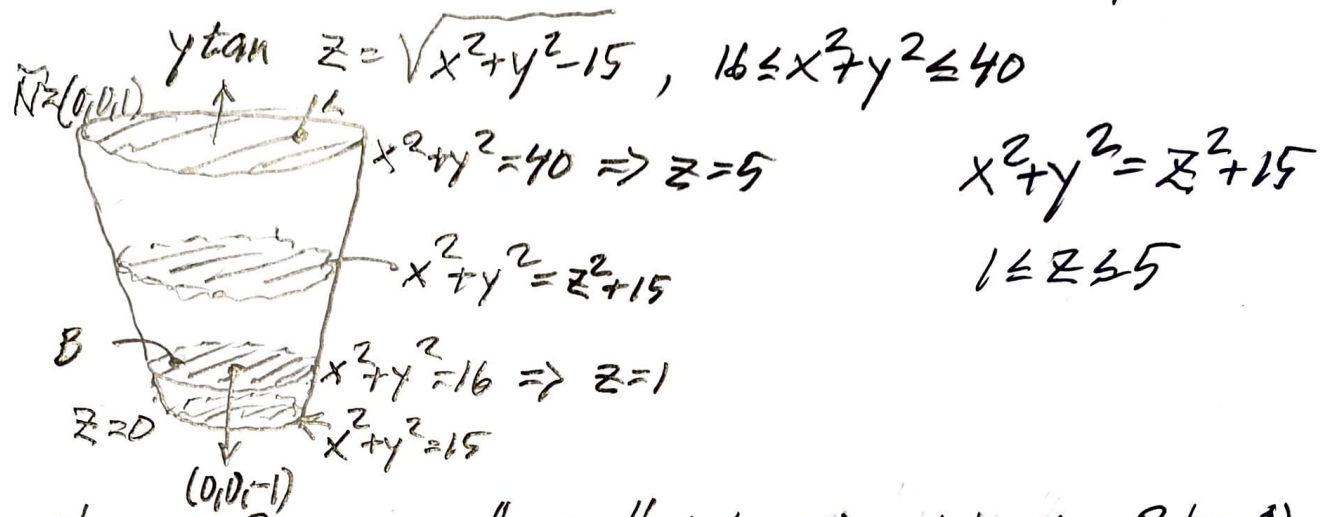 ytan z = √(x²+y²-15) , 16 ≤ x²+y² ≤ 40
N=(0,0,1)
x²+y²=40 => z=5
x²+y²=z²+15
x²+y²=z²+15
1≤z≤5
B
x²+y²=16 => z=1
z=0
x²+y²=15
(0,0,-1)